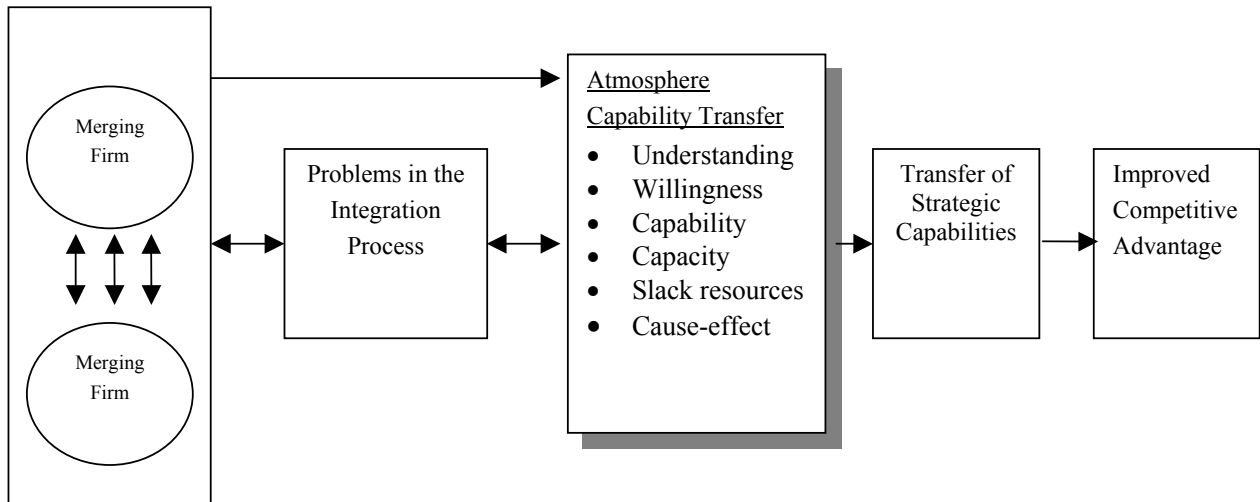 Merging
Firm
Merging
Firm
Problems in the
Integration
Process
Atmosphere
Capability Transfer
• Understanding
• Willingness
• Capability
• Capacity
• Slack resources
• Cause-effect
Transfer of
Strategic
Capabilities
Improved
Competitive
Advantage